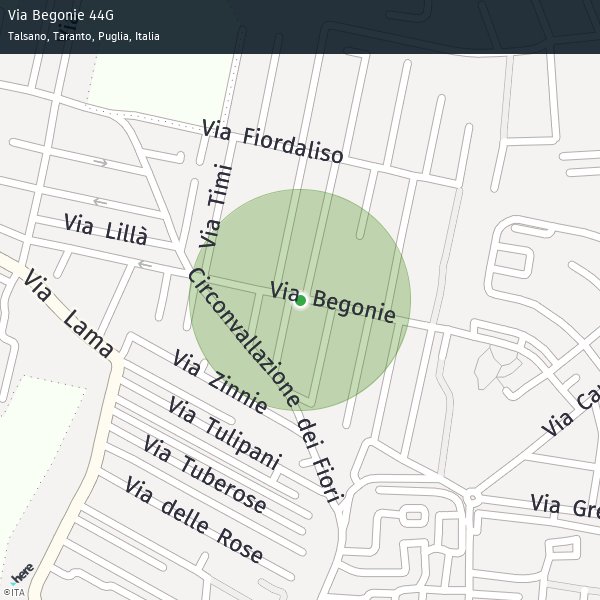 Via Begonie 44G
Talsano, Taranto, Puglia, Italia
Via Fiordaliso
Via Timi
Via Lillà
Via Begonie
Via Lama
Circonvallazione dei Fiori
Via Zinnie
Via Tulipani
Via Ca
Via Tuberose
Via delle Rose
Via Gre
here
©ITA